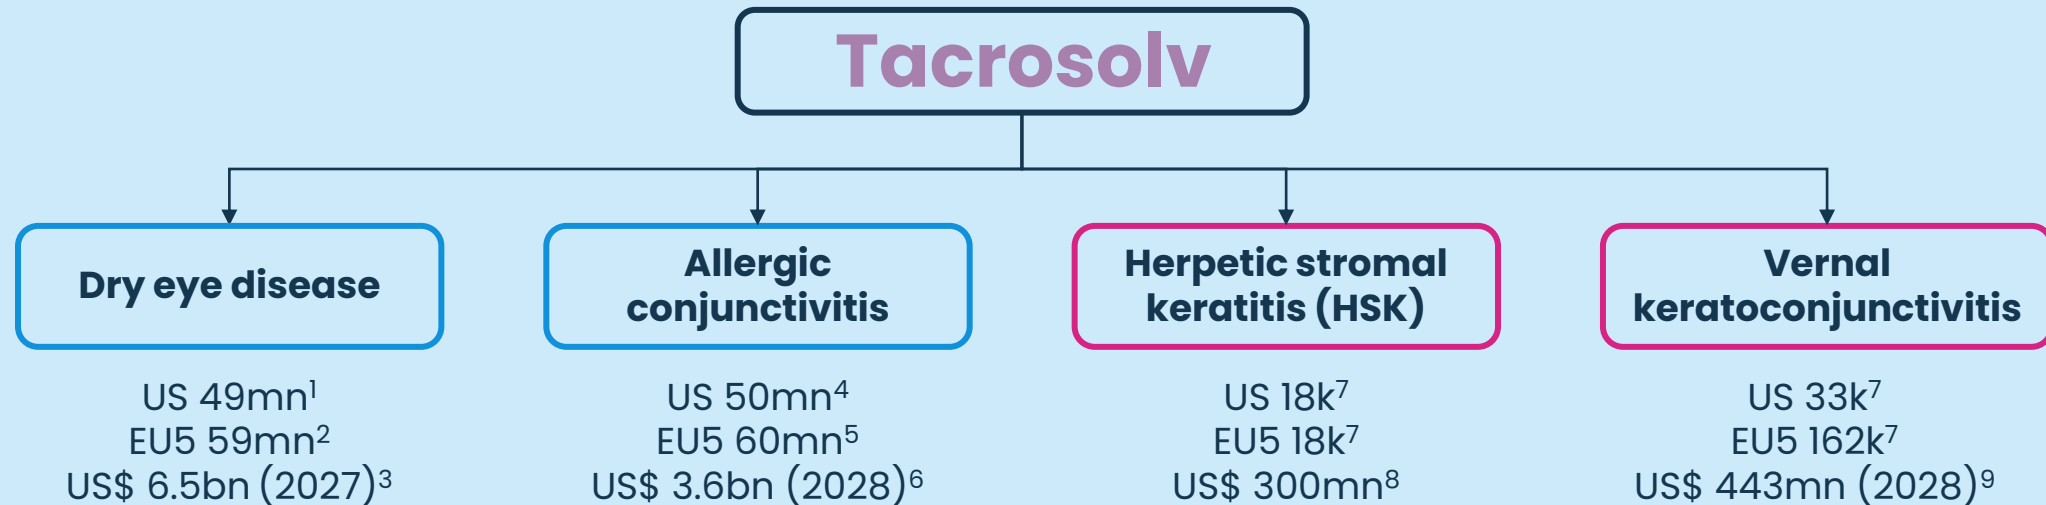 Tacrosolv
Dry eye disease
US 49mn¹
EU5 59mn²
US$ 6.5bn (2027)³
Allergic
conjunctivitis
US 50mn⁴
EU5 60mn⁵
US$ 3.6bn (2028)⁶
Herpetic stromal
keratitis (HSK)
US 18k⁷
EU5 18k⁷
US$ 300mn⁸
Vernal
keratoconjunctivitis
US 33k⁷
EU5 162k⁷
US$ 443mn (2028)⁹